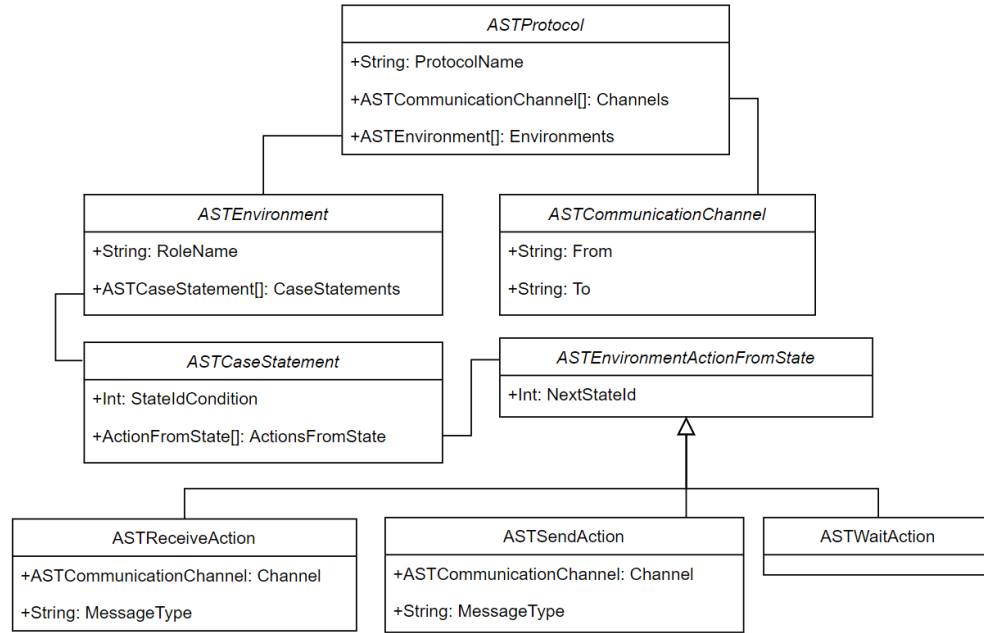 ASTProtocol
+String: ProtocolName
+ASTCommunicationChannel[]: Channels
+ASTEnvironment[]: Environments
ASTEnvironment
+String: RoleName
+ASTCaseStatement[]: CaseStatements
ASTCommunicationChannel
+String: From
+String: To
ASTCaseStatement
+Int: StateIdCondition
+ActionFromState[]: ActionsFromState
ASTEnvironmentActionFromState
+Int: NextStateId
ASTReceiveAction
+ASTCommunicationChannel: Channel
+String: MessageType
ASTSendAction
+ASTCommunicationChannel: Channel
+String: MessageType
ASTWaitAction